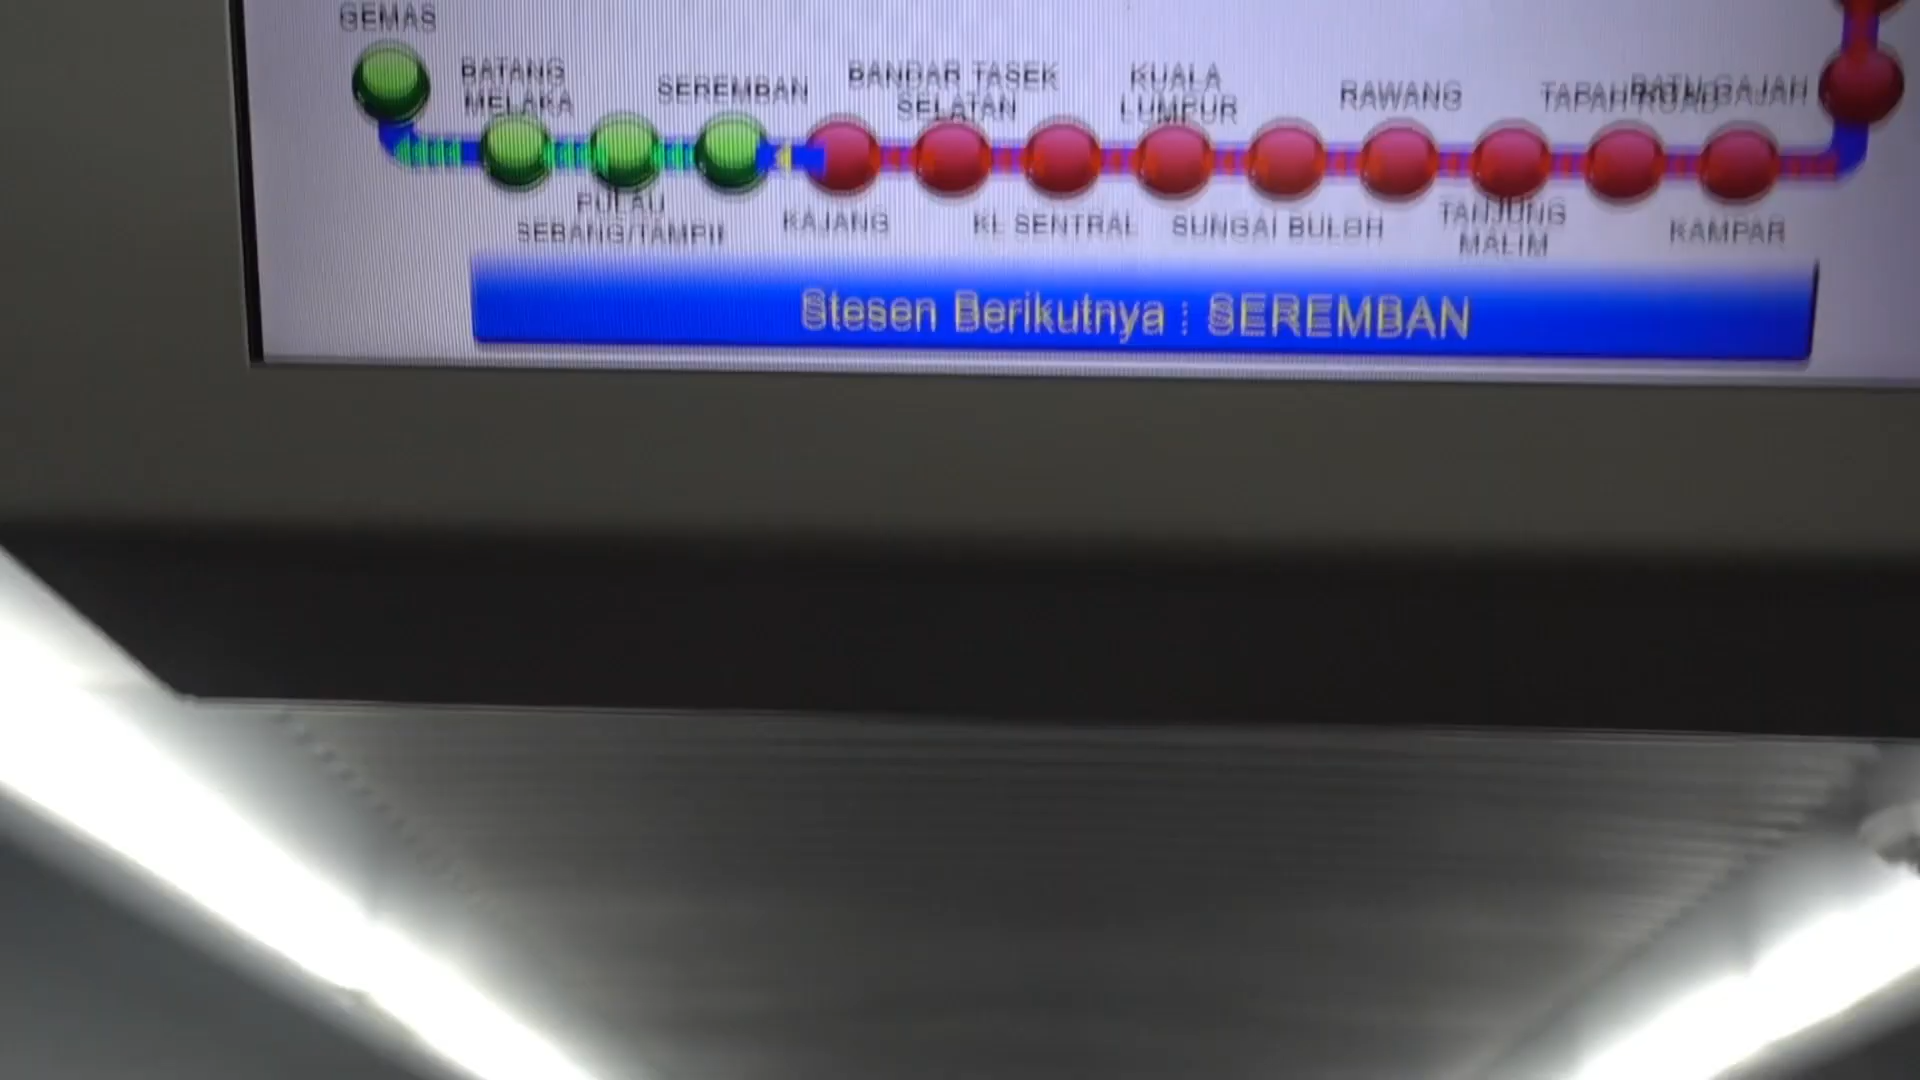 GEMAS
BATANG
MELAKA
SEREMBAN
BANDAR TASEK
SELATAN
KUALA
LUMPUR
RAWANG
TAPAH ROAD
BATU GAJAH
PULAU
SEBANG/TAMPIN
KAJANG
KL SENTRAL
SUNGAI BULOH
TANJUNG
MALIM
KAMPAR
Stesen Berikutnya : SEREMBAN